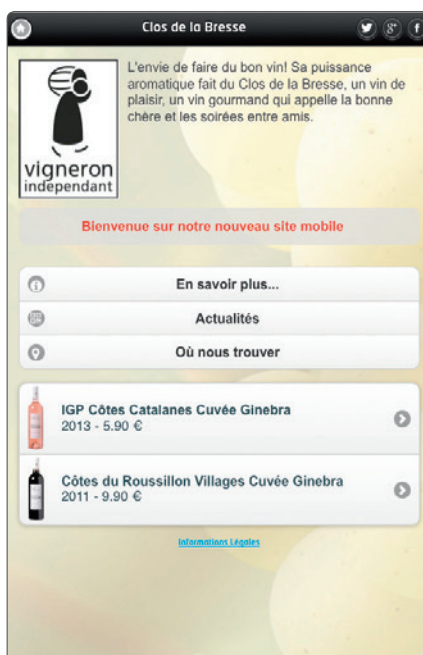 Clos de la Bresse
L'envie de faire du bon vin! Sa puissance
aromatique fait du Clos de la Bresse, un vin de
plaisir, un vin gourmand qui appelle la bonne
chère et les soirées entre amis.
vigneron
indépendant
Bienvenue sur notre nouveau site mobile
En savoir plus...
Actualités
Où nous trouver
IGP Côtes Catalanes Cuvée Ginebra
2013 - 5.90 €
Côtes du Roussillon Villages Cuvée Ginebra
2011 - 9.90 €
Informations Légales